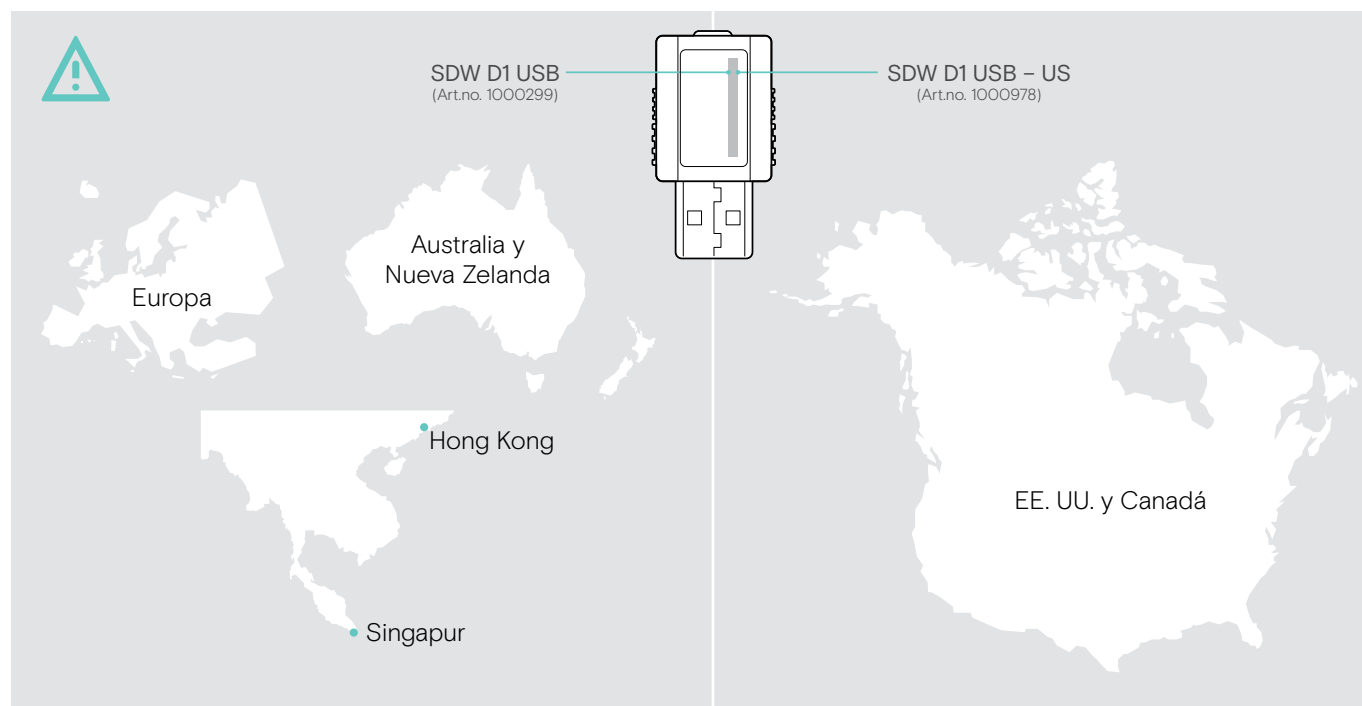 SDW D1 USB
(Art.no. 1000299)
SDW D1 USB – US
(Art.no. 1000978)
Europa
Australia y
Nueva Zelanda
Hong Kong
Singapur
EE. UU. y Canadá